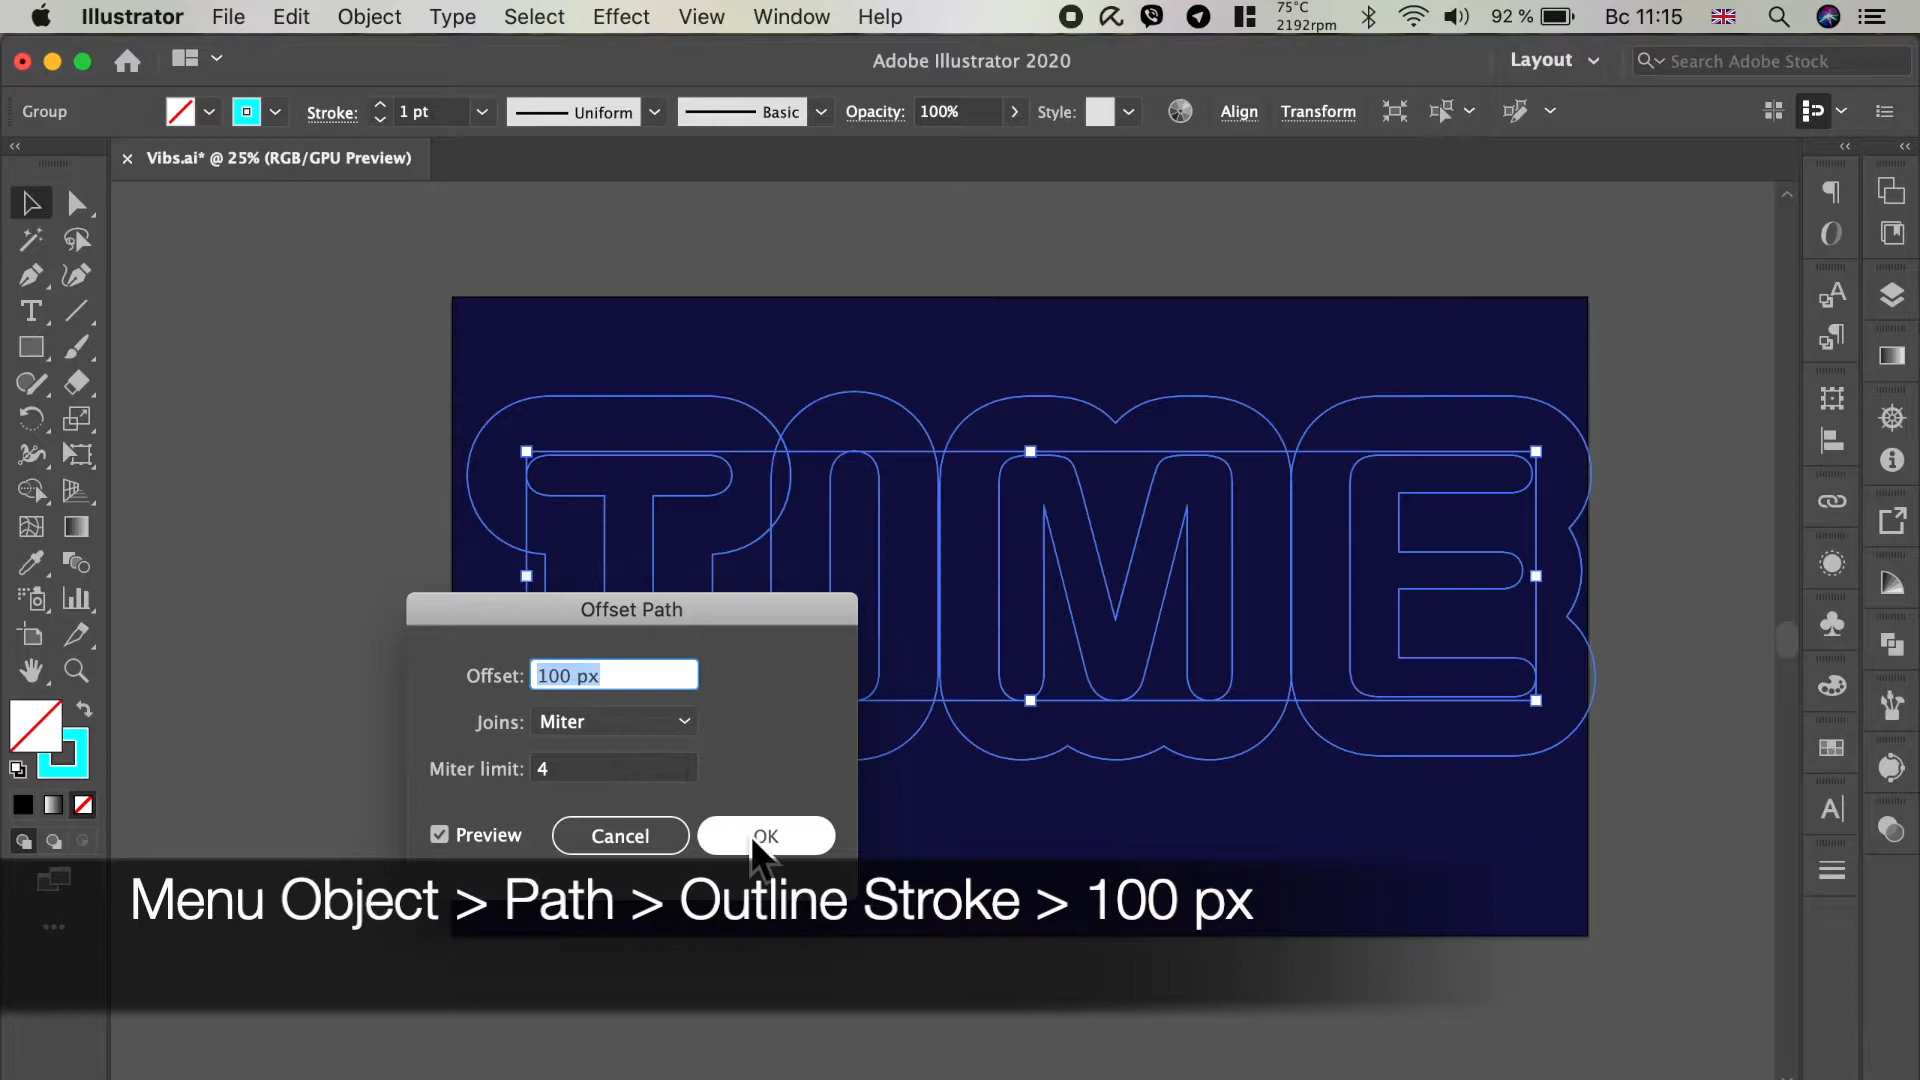 Illustrator File Edit Object Type Select Effect View Window Help 75°C 2192rpm 92 % Вс 11:15
Adobe Illustrator 2020 Layout Search Adobe Stock
Group Stroke: 1 pt Uniform Basic Opacity: 100% Style: Align Transform
Vibs.ai* @ 25% (RGB/GPU Preview)
TIME
Offset Path
Offset: 100 px
Joins: Miter
Miter limit: 4
Preview Cancel OK
Menu Object > Path > Outline Stroke > 100 px